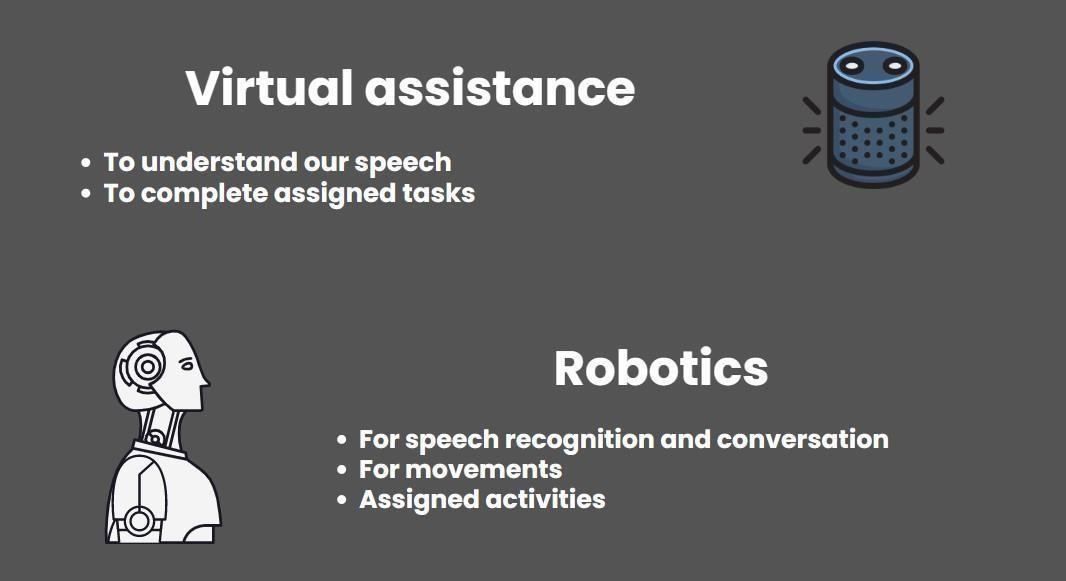 Virtual assistance
• To understand our speech
• To complete assigned tasks
Robotics
• For speech recognition and conversation
• For movements
• Assigned activities